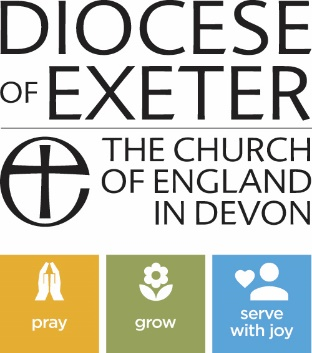 DIOCESE
OF EXETER
THE CHURCH
OF ENGLAND
IN DEVON
pray
grow
serve
with joy